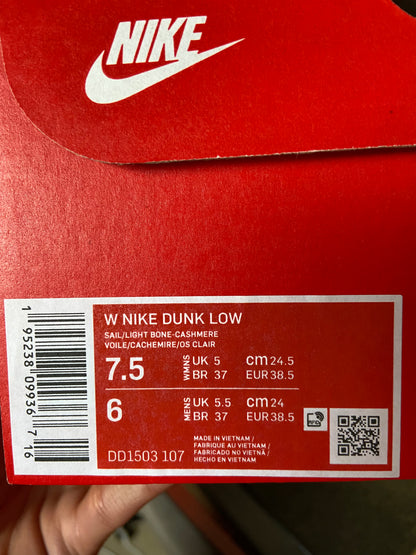 NIKE
W NIKE DUNK LOW
SAIL/LIGHT BONE-CASHMERE
VOILE/CACHEMIRE/OS CLAIR
7.5 WMNS UK 5 cm 24.5
BR 37 EUR 38.5
6 MENS UK 5.5 cm 24
BR 37 EUR 38.5
MADE IN VIETNAM /
FABRIQUE AU VIETNAM /
FABRICADO NO VIETNÃ /
HECHO EN VIETNAM
DD1503 107
1 95238 09936 7 16